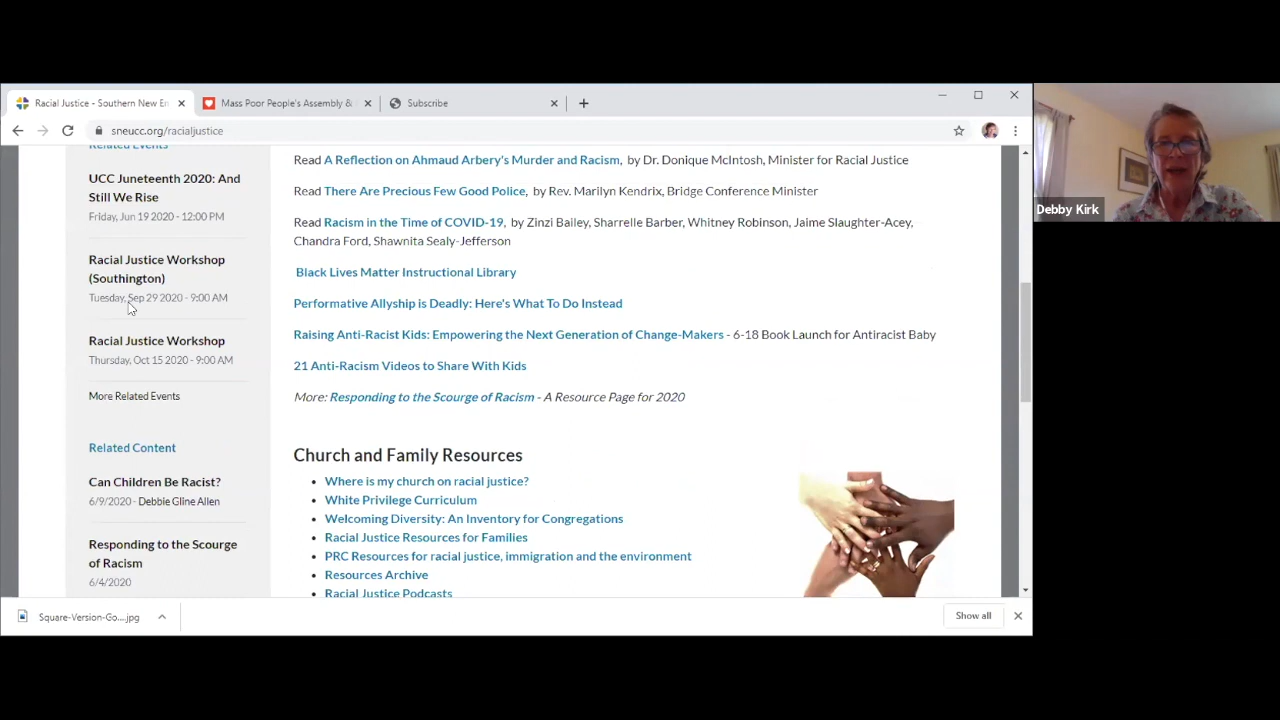 Racial Justice - Southern New En
Mass Poor People's Assembly &
Subscribe
sneucc.org/racialjustice
Related Events
UCC Juneteenth 2020: And
Still We Rise
Friday, Jun 19 2020 - 12:00 PM
Racial Justice Workshop
(Southington)
Tuesday, Sep 29 2020 - 9:00 AM
Racial Justice Workshop
Thursday, Oct 15 2020 - 9:00 AM
More Related Events
Related Content
Can Children Be Racist?
6/9/2020 - Debbie Gline Allen
Responding to the Scourge
of Racism
6/4/2020
Read A Reflection on Ahmaud Arbery's Murder and Racism, by Dr. Donique McIntosh, Minister for Racial Justice
Read There Are Precious Few Good Police, by Rev. Marilyn Kendrix, Bridge Conference Minister
Read Racism in the Time of COVID-19, by Zinzi Bailey, Sharrelle Barber, Whitney Robinson, Jaime Slaughter-Acey,
Chandra Ford, Shawnita Sealy-Jefferson
Black Lives Matter Instructional Library
Performative Allyship is Deadly: Here's What To Do Instead
Raising Anti-Racist Kids: Empowering the Next Generation of Change-Makers - 6-18 Book Launch for Antiracist Baby
21 Anti-Racism Videos to Share With Kids
More: Responding to the Scourge of Racism - A Resource Page for 2020
Church and Family Resources
• Where is my church on racial justice?
• White Privilege Curriculum
• Welcoming Diversity: An Inventory for Congregations
• Racial Justice Resources for Families
• PRC Resources for racial justice, immigration and the environment
• Resources Archive
• Racial Justice Podcasts
Square-Version-Go....jpg
Show all
Debby Kirk